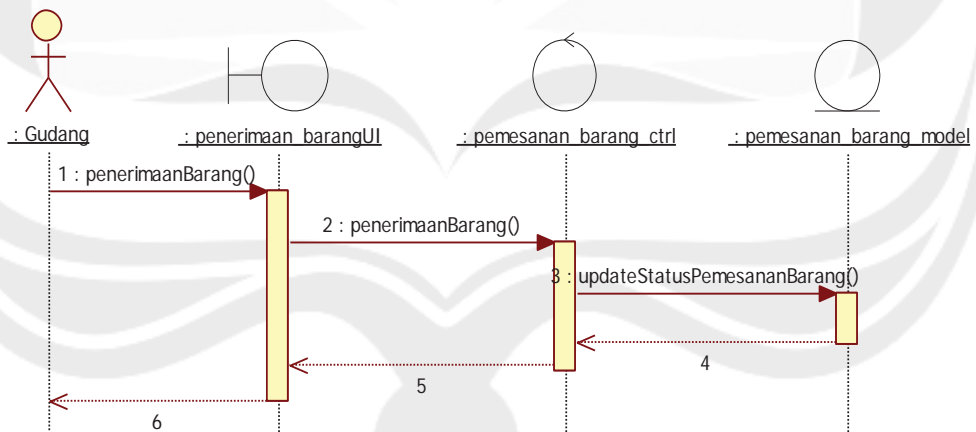 : Gudang
: penerimaan_barangUI
: pemesanan_barang_ctrl
: pemesanan_barang_model
1 : penerimaanBarang()
2 : penerimaanBarang()
3 : updateStatusPemesananBarang()
4
5
6